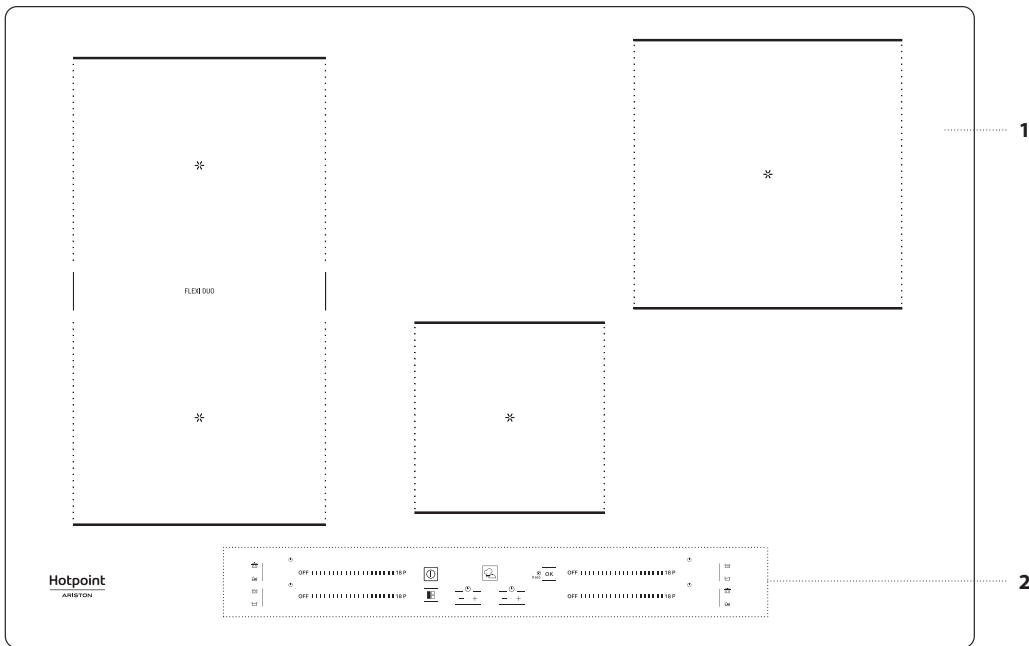 1
FLEXI DUO
Hotpoint
ARISTON
OFF 18 P
OK
OFF 18 P
OFF 18 P
- +
- +
OFF 18 P
2